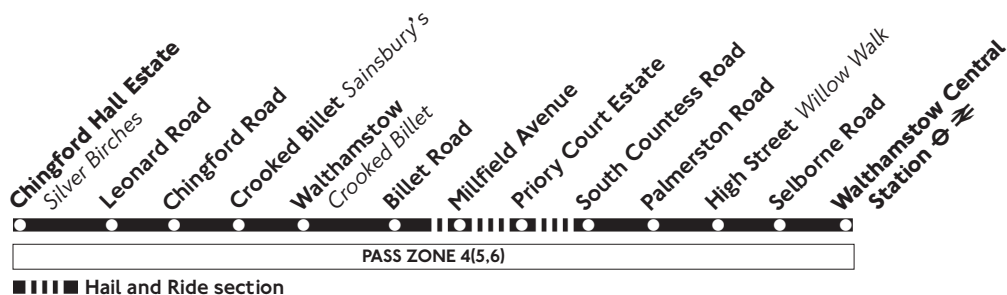 Chingford Hall Estate
Silver Birches
Leonard Road
Chingford Road
Crooked Billet Sainsbury's
Walthamstow
Crooked Billet
Billet Road
Millfield Avenue
Priory Court Estate
South Countess Road
Palmerston Road
High Street Willow Walk
Selborne Road
Walthamstow Central
Station
PASS ZONE 4(5,6)
Hail and Ride section